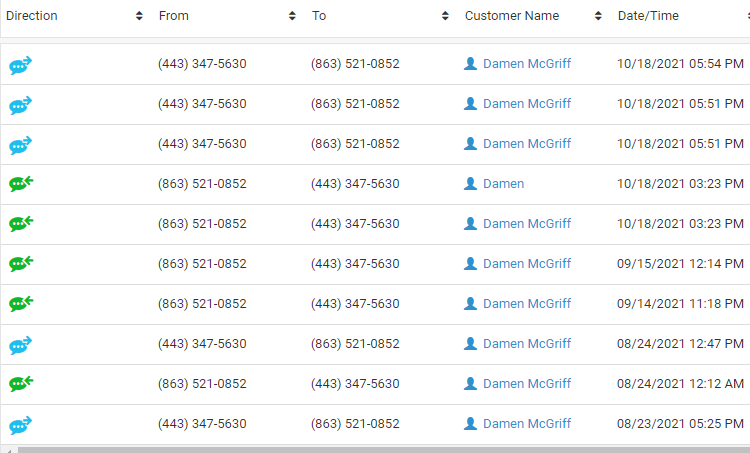 Direction From To Customer Name Date/Time
(443) 347-5630 (863) 521-0852 Damen McGriff 10/18/2021 05:54 PM
(443) 347-5630 (863) 521-0852 Damen McGriff 10/18/2021 05:51 PM
(443) 347-5630 (863) 521-0852 Damen McGriff 10/18/2021 05:51 PM
(863) 521-0852 (443) 347-5630 Damen 10/18/2021 03:23 PM
(863) 521-0852 (443) 347-5630 Damen McGriff 10/18/2021 03:23 PM
(863) 521-0852 (443) 347-5630 Damen McGriff 09/15/2021 12:14 PM
(863) 521-0852 (443) 347-5630 Damen McGriff 09/14/2021 11:18 PM
(443) 347-5630 (863) 521-0852 Damen McGriff 08/24/2021 12:47 PM
(863) 521-0852 (443) 347-5630 Damen McGriff 08/24/2021 12:12 AM
(443) 347-5630 (863) 521-0852 Damen McGriff 08/23/2021 05:25 PM